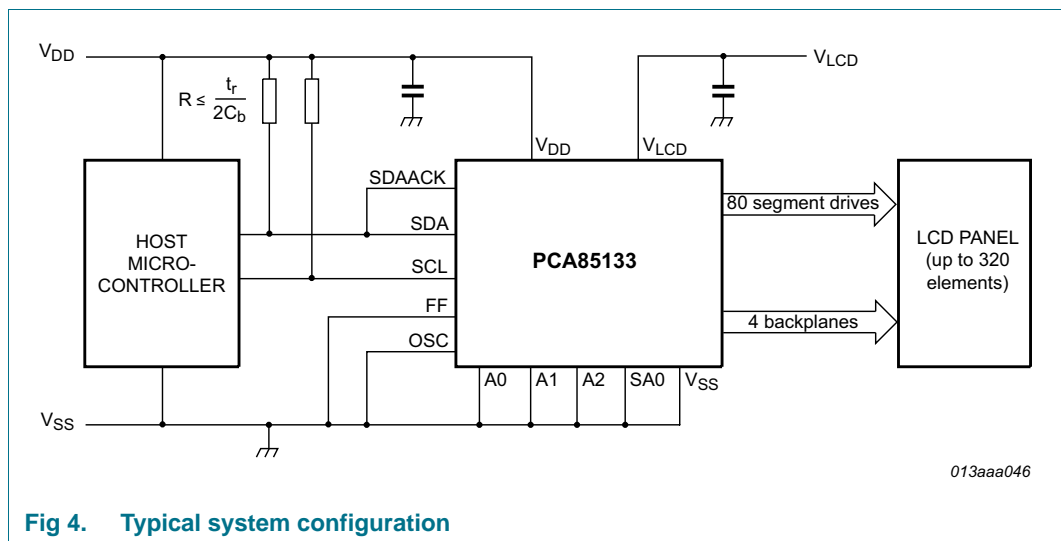 VDD
VLCD
R ≤ tr
2Cb
VDD
VLCD
SDAACK
SDA
SCL
FF
OSC
HOST
MICRO-
CONTROLLER
PCA85133
80 segment drives
4 backplanes
LCD PANEL
(up to 320
elements)
A0
A1
A2
SA0
VSS
VSS
013aaa046
Fig 4. Typical system configuration